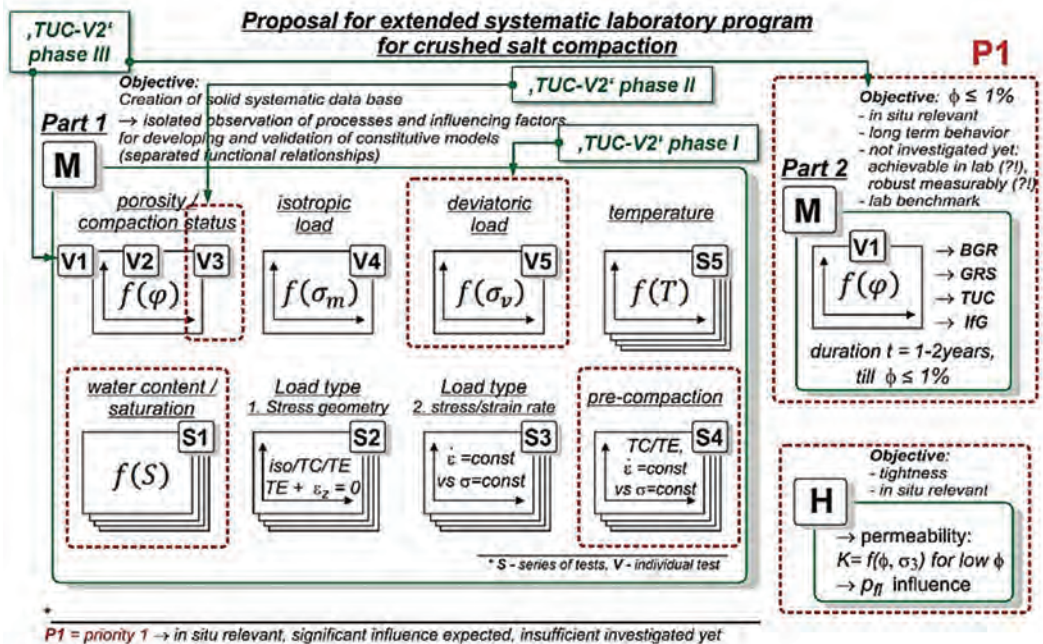 Proposal for extended systematic laboratory program
for crushed salt compaction
‚TUC-V2‘
phase III
P1
Objective:
Creation of solid systematic data base
→ isolated observation of processes and influencing factors
for developing and validation of constitutive models
(separated functional relationships)
‚TUC-V2‘ phase II
‚TUC-V2‘ phase I
Part 1
M
porosity /
compaction status
V1
V2
V3
f(φ)
isotropic
load
V4
f(σm)
deviatoric
load
V5
f(σv)
temperature
S5
f(T)
water content /
saturation
S1
f(S)
Load type
1. Stress geometry
S2
iso/TC/TE
TE + εz = 0
Load type
2. stress/strain rate
S3
ε̇ =const
vs σ=const
pre-compaction
S4
TC/TE,
ε̇ =const
vs σ=const
* S - series of tests, V - individual test
Objective: ϕ ≤ 1%
- in situ relevant
- long term behavior
- not investigated yet;
achievable in lab (?!),
robust measurably (?!)
- lab benchmark
Part 2
M
V1
f(φ)
→ BGR
→ GRS
→ TUC
→ IfG
duration t = 1-2years,
till ϕ ≤ 1%
Objective:
- tightness
- in situ relevant
H
→ permeability:
K= f(ϕ, σ3) for low ϕ
→ pfl influence
*
P1 = priority 1 → in situ relevant, significant influence expected, insufficient investigated yet